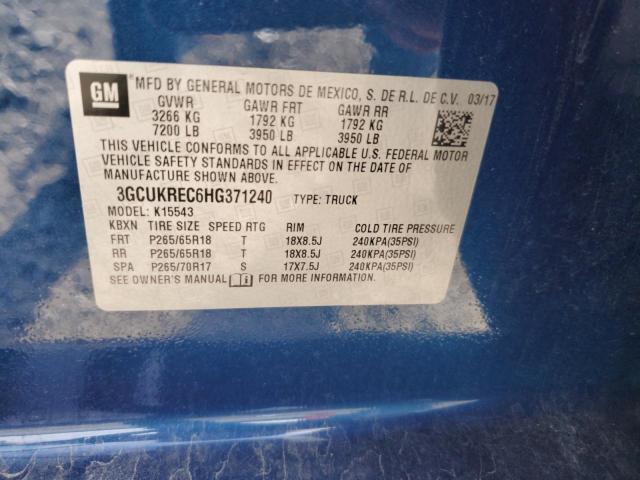 GM
MFD BY GENERAL MOTORS DE MEXICO, S. DE R.L. DE C.V. 03/17
GVWR GAWR FRT GAWR RR
3266 KG 1792 KG 1792 KG
7200 LB 3950 LB 3950 LB
THIS VEHICLE CONFORMS TO ALL APPLICABLE U.S. FEDERAL MOTOR
VEHICLE SAFETY STANDARDS IN EFFECT ON THE DATE OF
MANUFACTURE SHOWN ABOVE.
3GCUKREC6HG371240 TYPE: TRUCK
MODEL: K15543
KBXN TIRE SIZE SPEED RTG RIM COLD TIRE PRESSURE
FRT P265/65R18 T 18X8.5J 240KPA(35PSI)
RR P265/65R18 T 18X8.5J 240KPA(35PSI)
SPA P265/70R17 S 17X7.5J 240KPA(35PSI)
SEE OWNER'S MANUAL FOR MORE INFORMATION.